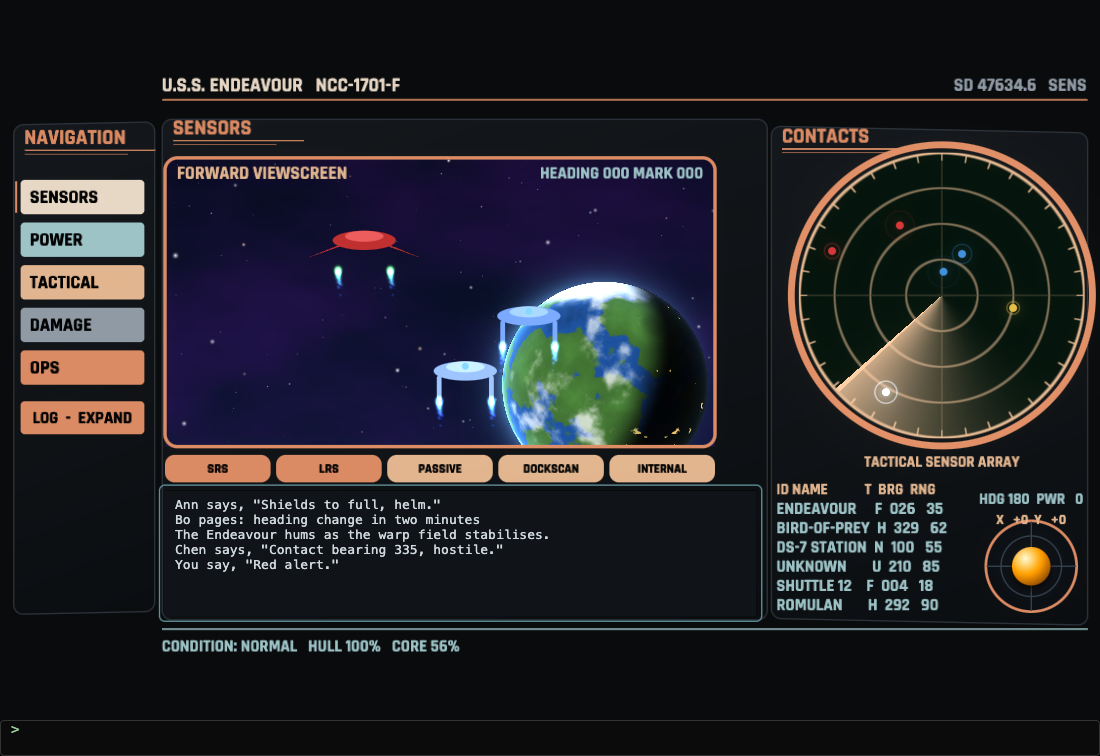 U.S.S. ENDEAVOUR NCC-1701-F
SD 47634.6 SENS
NAVIGATION
SENSORS
POWER
TACTICAL
DAMAGE
OPS
LOG - EXPAND
SENSORS
FORWARD VIEWSCREEN
HEADING 000 MARK 000
SRS
LRS
PASSIVE
DOCKSCAN
INTERNAL
Ann says, "Shields to full, helm."
Bo pages: heading change in two minutes
The Endeavour hums as the warp field stabilises.
Chen says, "Contact bearing 335, hostile."
You say, "Red alert."
CONTACTS
TACTICAL SENSOR ARRAY
ID NAME T BRG RNG
ENDEAVOUR F 026 35
BIRD-OF-PREY H 329 62
DS-7 STATION N 100 55
UNKNOWN U 210 85
SHUTTLE 12 F 004 18
ROMULAN H 292 90
HDG 180 PWR 0
X +0 Y +0
CONDITION: NORMAL HULL 100% CORE 56%
>